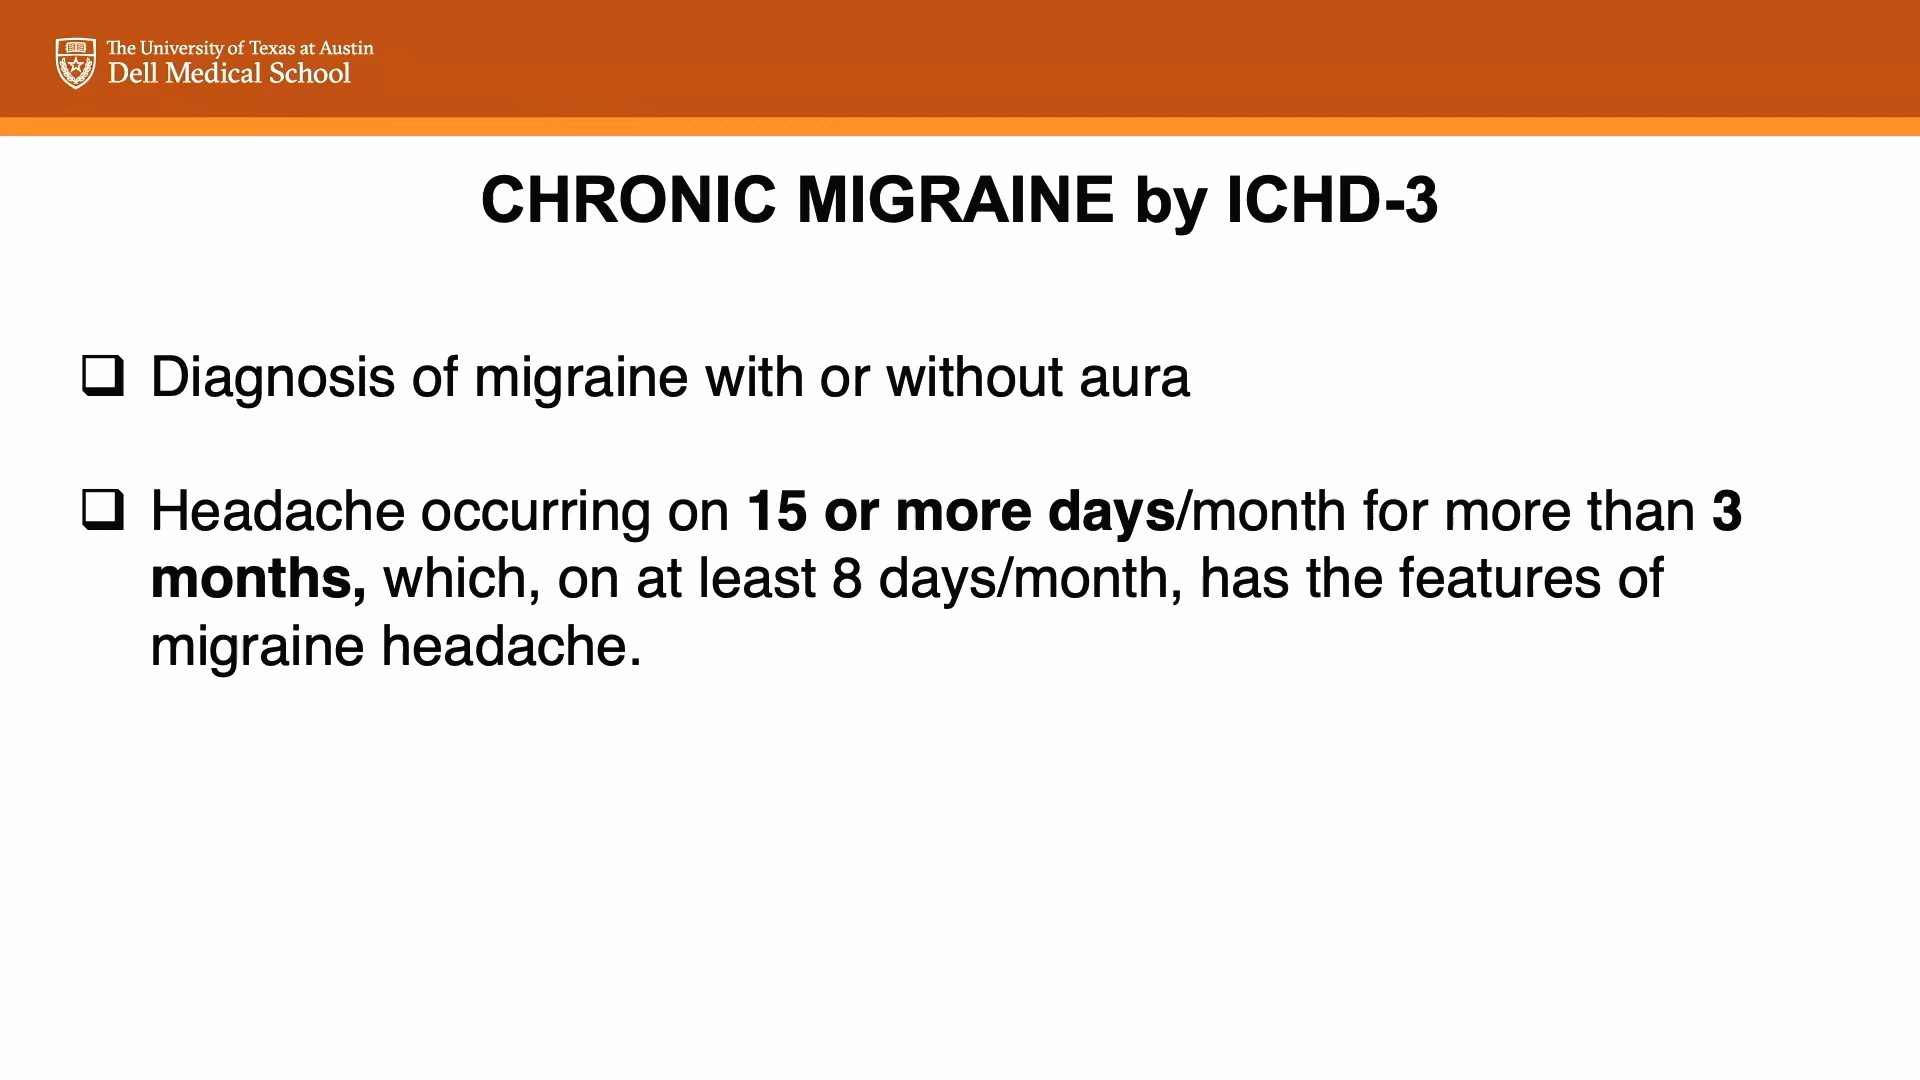 The University of Texas at Austin
Dell Medical School
CHRONIC MIGRAINE by ICHD-3
❑ Diagnosis of migraine with or without aura
❑ Headache occurring on 15 or more days/month for more than 3
months, which, on at least 8 days/month, has the features of
migraine headache.